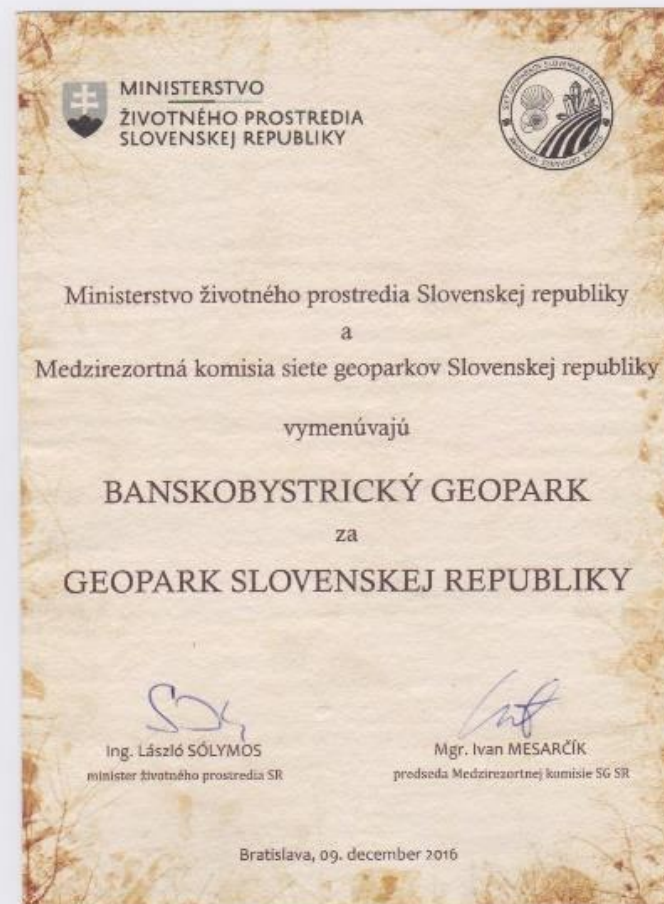 MINISTERSTVO
ŽIVOTNÉHO PROSTREDIA
SLOVENSKEJ REPUBLIKY
Ministerstvo životného prostredia Slovenskej republiky
a
Medzirezortná komisia siete geoparkov Slovenskej republiky
vymenúvajú
BANSKOBYSTRICKÝ GEOPARK
za
GEOPARK SLOVENSKEJ REPUBLIKY
Ing. László SÓLYMOS
minister životného prostredia SR
Mgr. Ivan MESARČÍK
predseda Medzirezortnej komisie SG SR
Bratislava, 09. december 2016